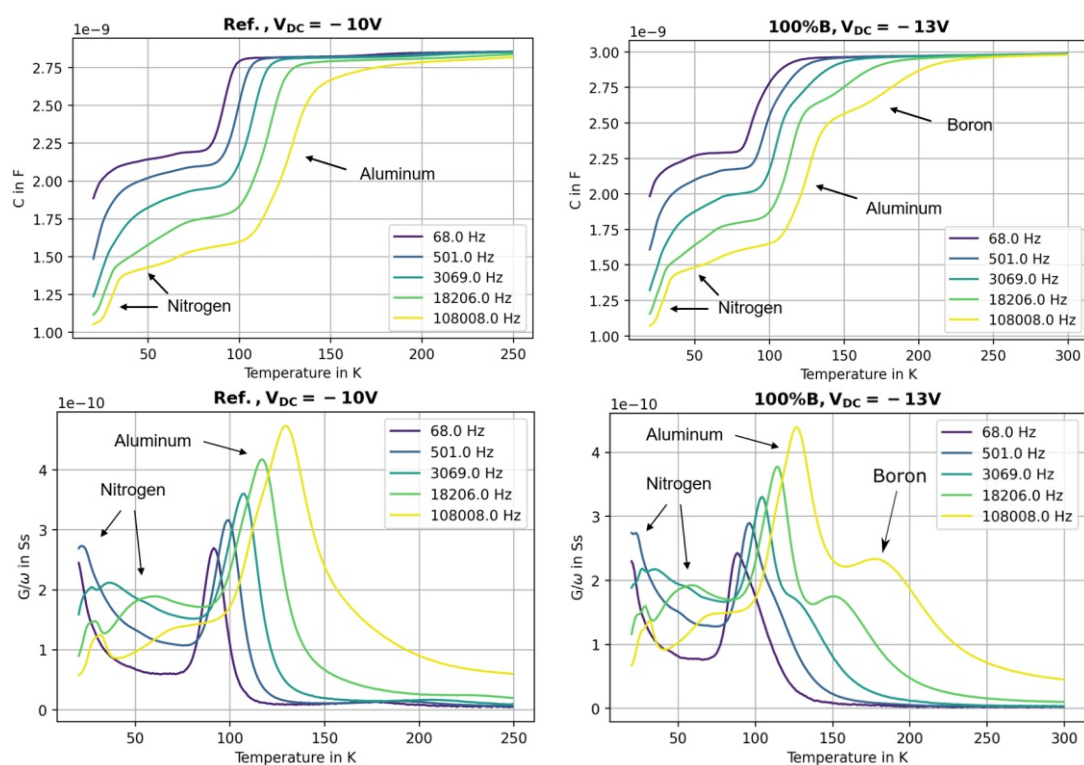 Ref., V_DC = − 10V
1e−9
C in F
2.75
2.50
2.25
2.00
1.75
1.50
1.25
1.00
Aluminum
Nitrogen
68.0 Hz
501.0 Hz
3069.0 Hz
18206.0 Hz
108008.0 Hz
50 100 150 200 250
Temperature in K
100%B, V_DC = − 13V
1e−9
C in F
3.00
2.75
2.50
2.25
2.00
1.75
1.50
1.25
1.00
Boron
Aluminum
Nitrogen
68.0 Hz
501.0 Hz
3069.0 Hz
18206.0 Hz
108008.0 Hz
50 100 150 200 250 300
Temperature in K
Ref., V_DC = − 10V
1e−10
G/ω in Ss
4
3
2
1
0
Aluminum
Nitrogen
68.0 Hz
501.0 Hz
3069.0 Hz
18206.0 Hz
108008.0 Hz
50 100 150 200 250
Temperature in K
100%B, V_DC = − 13V
1e−10
G/ω in Ss
4
3
2
1
0
Aluminum
Nitrogen
Boron
68.0 Hz
501.0 Hz
3069.0 Hz
18206.0 Hz
108008.0 Hz
50 100 150 200 250 300
Temperature in K